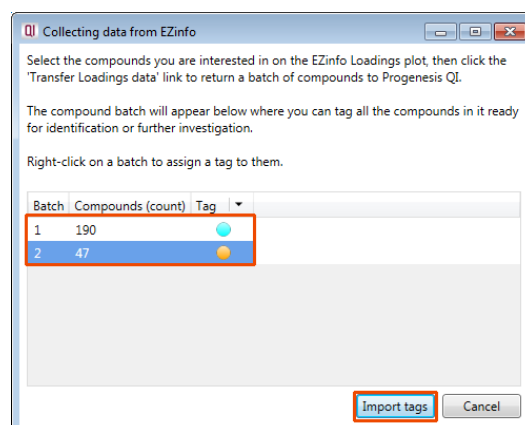 QI Collecting data from EZinfo
Select the compounds you are interested in on the EZinfo Loadings plot, then click the
'Transfer Loadings data' link to return a batch of compounds to Progenesis QI.
The compound batch will appear below where you can tag all the compounds in it ready
for identification or further investigation.
Right-click on a batch to assign a tag to them.
Batch Compounds (count) Tag
1 190
2 47
Import tags Cancel